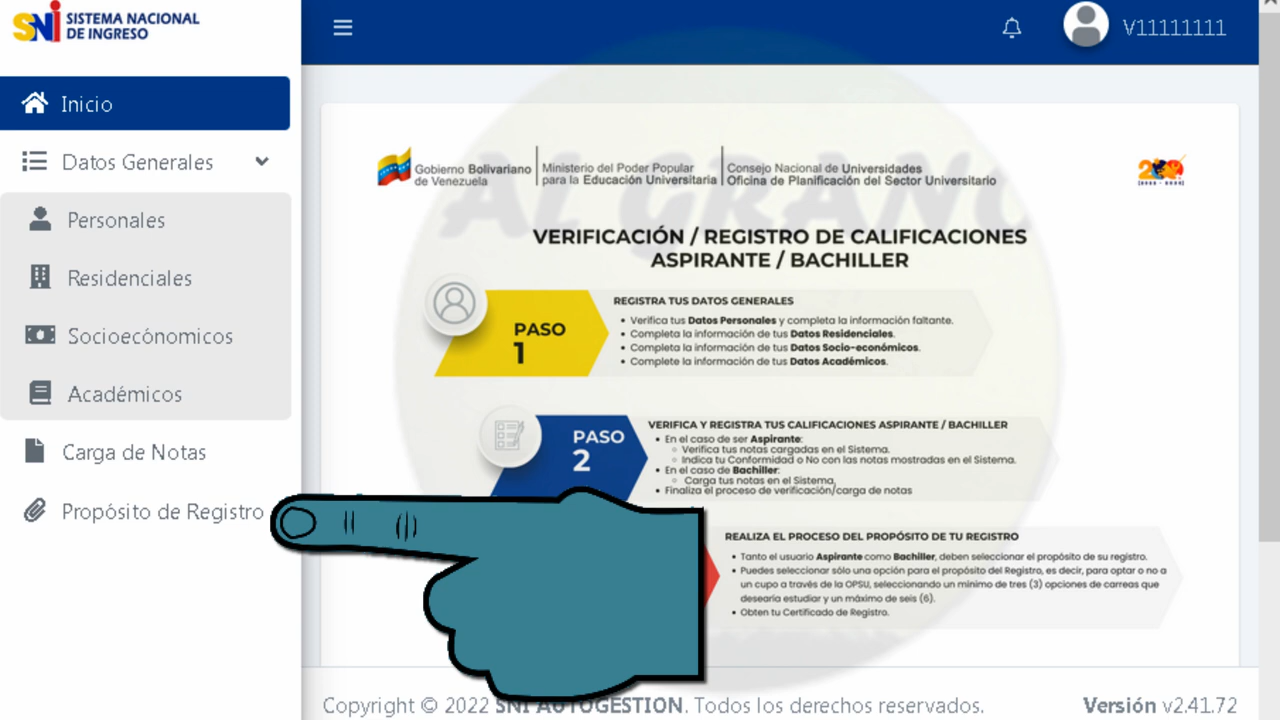 SNI SISTEMA NACIONAL
DE INGRESO
V11111111
Inicio
Datos Generales
Personales
Residenciales
Socioecónomicos
Académicos
Carga de Notas
Propósito de Registro
AL GRANO
Gobierno Bolivariano
de Venezuela
Ministerio del Poder Popular
para la Educación Universitaria
Consejo Nacional de Universidades
Oficina de Planificación del Sector Universitario
VERIFICACIÓN / REGISTRO DE CALIFICACIONES
ASPIRANTE / BACHILLER
PASO
1
REGISTRA TUS DATOS GENERALES
• Verifica tus Datos Personales y completa la información faltante.
• Completa la información de tus Datos Residenciales.
• Completa la información de tus Datos Socio-económicos.
• Complete la información de tus Datos Académicos.
PASO
2
VERIFICA Y REGISTRA TUS CALIFICACIONES ASPIRANTE / BACHILLER
• En el caso de ser Aspirante:
○ Verifica tus notas cargadas en el Sistema.
○ Indica tu Conformidad o No con las notas mostradas en el Sistema.
• En el caso de Bachiller:
○ Carga tus notas en el Sistema.
• Finaliza el proceso de verificación/carga de notas
REALIZA EL PROCESO DEL PROPÓSITO DE TU REGISTRO
• Tanto el usuario Aspirante como Bachiller, deben seleccionar el propósito de su registro.
• Puedes seleccionar sólo una opción para el propósito del Registro, es decir, para optar o no a
un cupo a través de la OPSU, seleccionando un mínimo de tres (3) opciones de carreas que
desearía estudiar y un máximo de seis (6).
• Obten tu Certificado de Registro.
Copyright © 2022 SNI AUTOGESTION. Todos los derechos reservados.
Versión v2.41.72